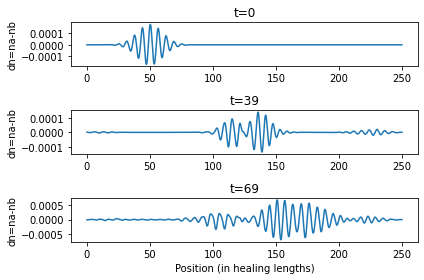 t=0
dn=na-nb
0.0001
0.0000
−0.0001
0 50 100 150 200 250
t=39
dn=na-nb
0.0001
0.0000
−0.0001
0 50 100 150 200 250
t=69
dn=na-nb
0.0005
0.0000
−0.0005
0 50 100 150 200 250
Position (in healing lengths)